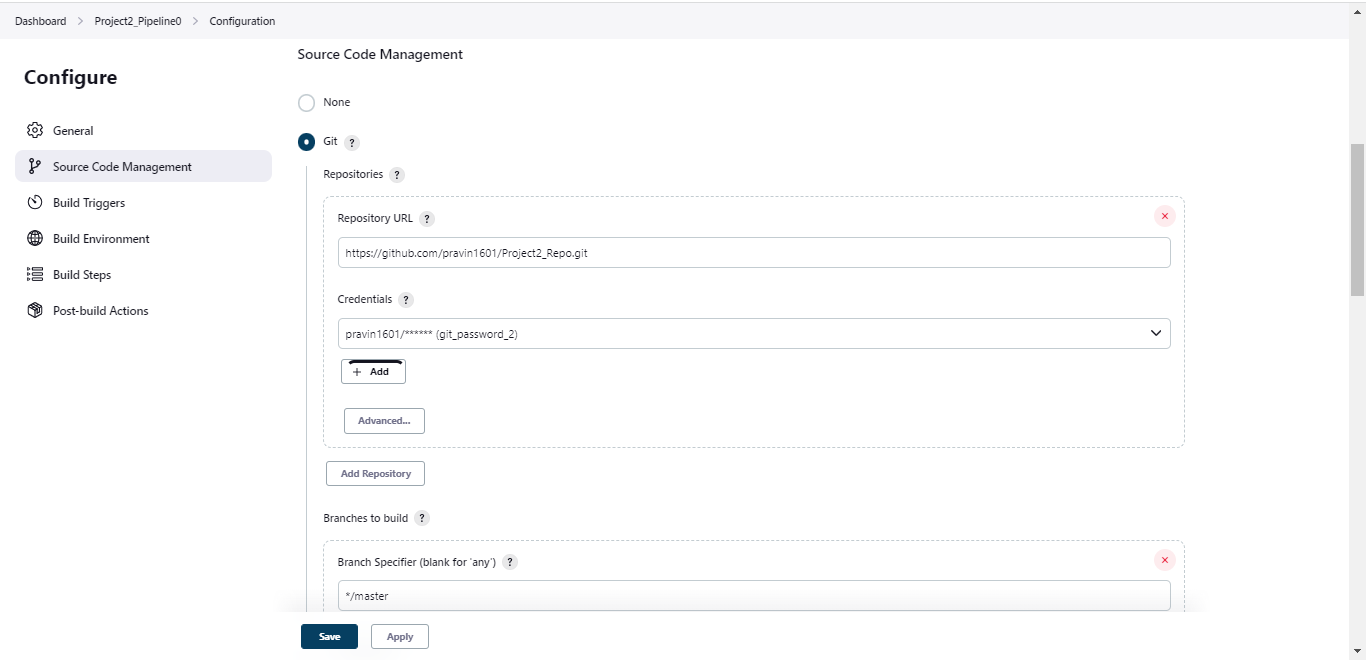 Dashboard > Project2_Pipeline0 > Configuration
Configure
General
Source Code Management
Build Triggers
Build Environment
Build Steps
Post-build Actions
Source Code Management
None
Git ?
Repositories ?
Repository URL ?
https://github.com/pravin1601/Project2_Repo.git
Credentials ?
pravin1601/****** (git_password_2)
+ Add
Advanced...
Add Repository
Branches to build ?
Branch Specifier (blank for 'any') ?
*/master
Save
Apply